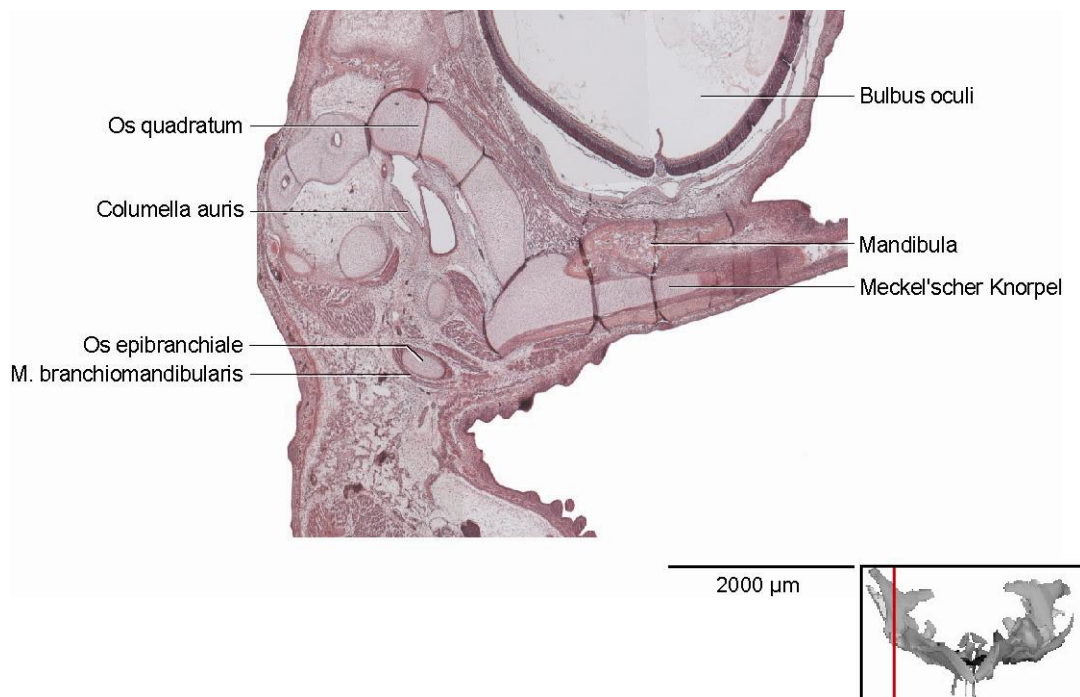 Bulbus oculi
Os quadratum
Columella auris
Mandibula
Meckel'scher Knorpel
Os epibranchiale
M. branchiomandibularis
2000 µm